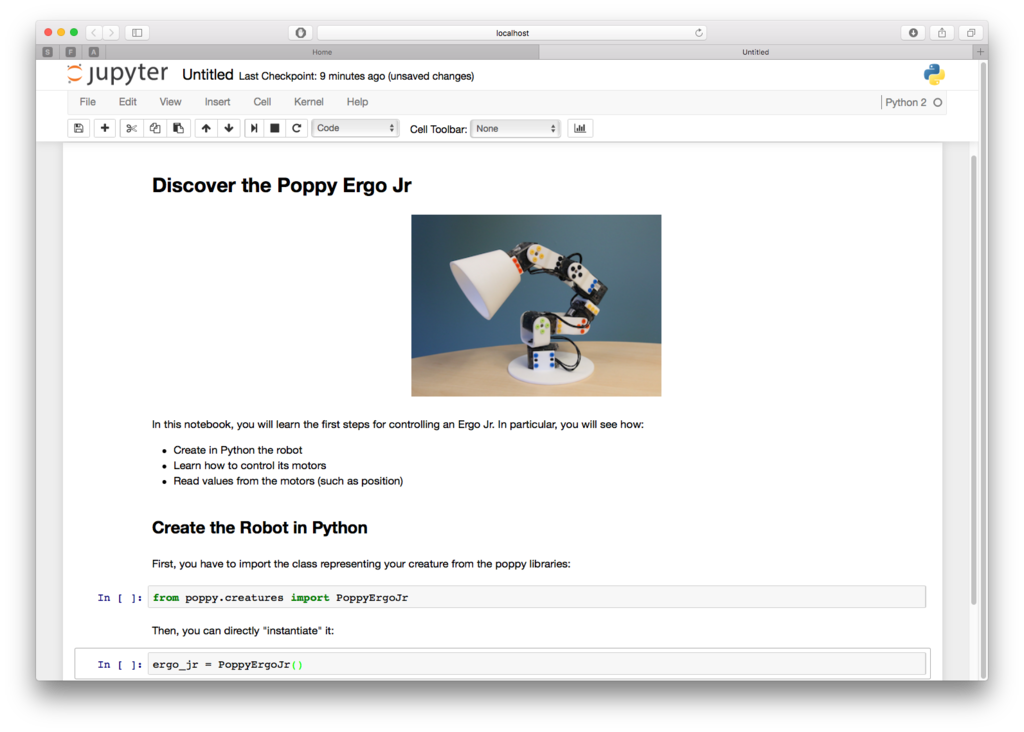 localhost
S
F
A
Home
Untitled
jupyter Untitled Last Checkpoint: 9 minutes ago (unsaved changes)
File Edit View Insert Cell Kernel Help
Python 2
Code
Cell Toolbar: None
Discover the Poppy Ergo Jr
In this notebook, you will learn the first steps for controlling an Ergo Jr. In particular, you will see how:
• Create in Python the robot
• Learn how to control its motors
• Read values from the motors (such as position)
Create the Robot in Python
First, you have to import the class representing your creature from the poppy libraries:
In [ ]: from poppy.creatures import PoppyErgoJr
Then, you can directly "instantiate" it:
In [ ]: ergo_jr = PoppyErgoJr()